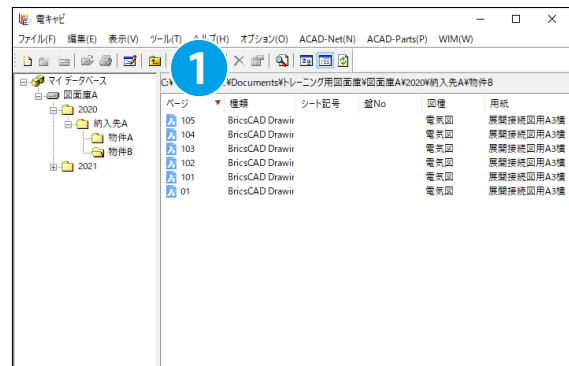 電キャビ
ファイル(F) 編集(E) 表示(V) ツール(T) ヘルプ(H) オプション(O) ACAD-Net(N) ACAD-Parts(P) WIM(W)
1
マイ データベース
図面庫A
2020
納入先A
物件A
物件B
2021
¥Documents¥トレーニング用図面庫¥図面庫A¥2020¥納入先A¥物件B
ページ 種類 シート記号 盤No 図種 用紙
105 BricsCAD Drawin 電気図 展開接続図用A3横
104 BricsCAD Drawin 電気図 展開接続図用A3横
103 BricsCAD Drawin 電気図 展開接続図用A3横
102 BricsCAD Drawin 電気図 展開接続図用A3横
101 BricsCAD Drawin 電気図 展開接続図用A3横
01 BricsCAD Drawin 電気図 展開接続図用A3横